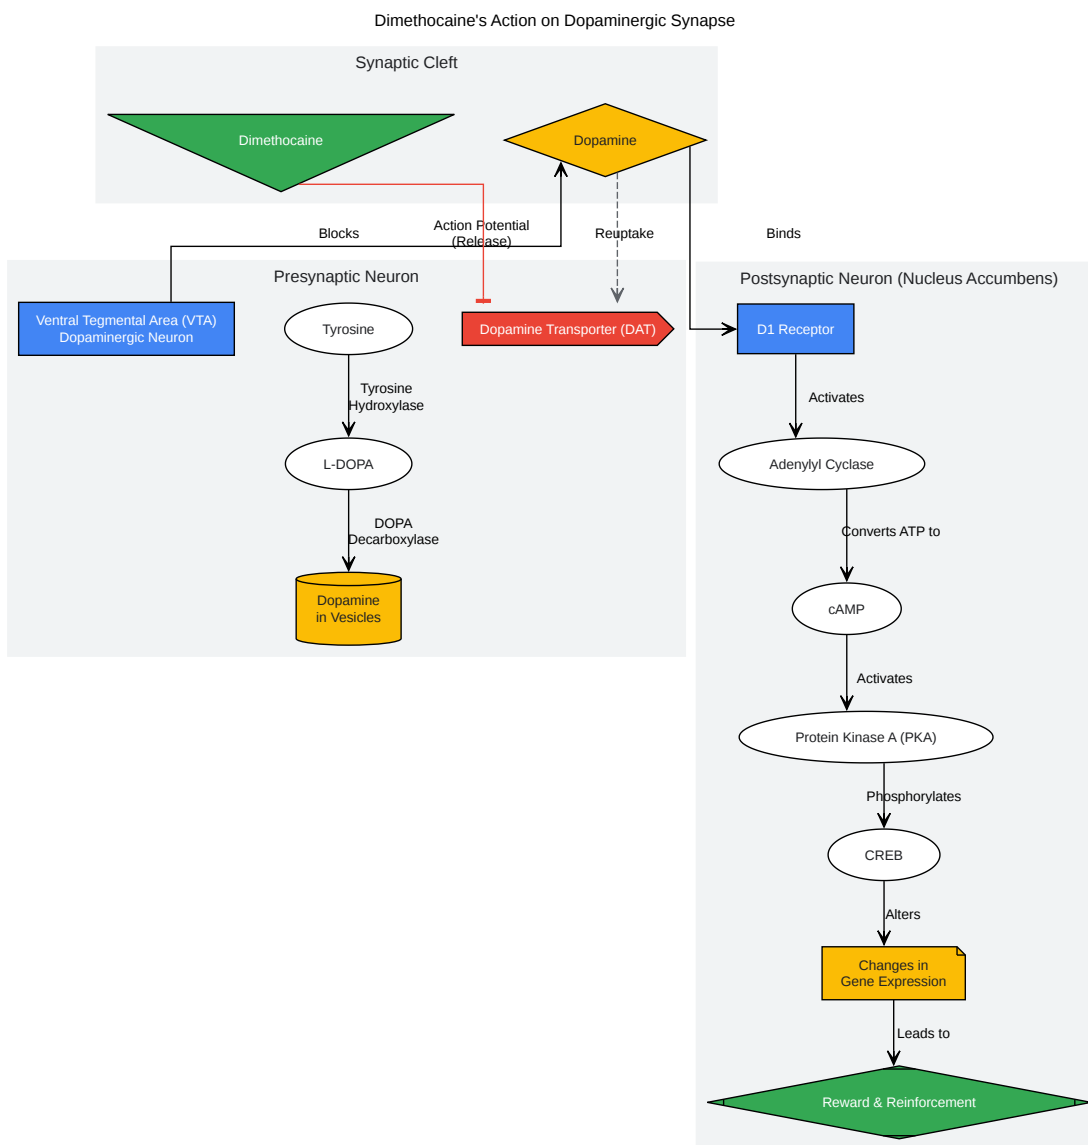 Dimethocaine's Action on Dopaminergic Synapse
Synaptic Cleft
Dimethocaine
Dopamine
Blocks
Action Potential
(Release)
Reuptake
Binds
Presynaptic Neuron
Ventral Tegmental Area (VTA)
Dopaminergic Neuron
Tyrosine
Dopamine Transporter (DAT)
Tyrosine
Hydroxylase
L-DOPA
DOPA
Decarboxylase
Dopamine
in Vesicles
Postsynaptic Neuron (Nucleus Accumbens)
D1 Receptor
Activates
Adenylyl Cyclase
Converts ATP to
cAMP
Activates
Protein Kinase A (PKA)
Phosphorylates
CREB
Alters
Changes in
Gene Expression
Leads to
Reward & Reinforcement